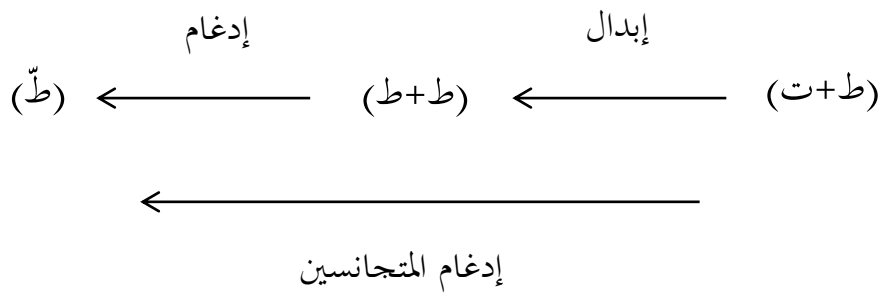 إبدال إدغام
(ط+ت) (ط+ط) (طّ)
إدغام المتجانسين